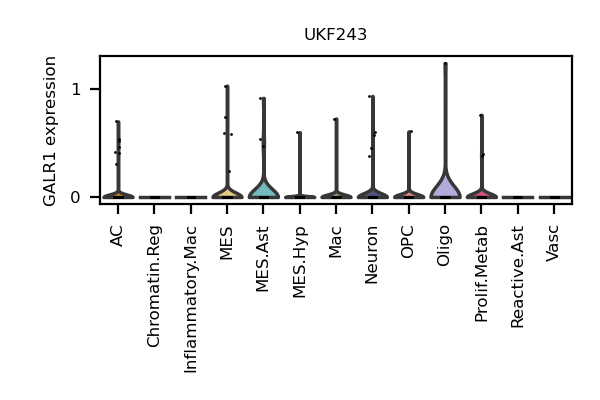 UKF243
GALR1 expression
1
0
AC
Chromatin.Reg
Inflammatory.Mac
MES
MES.Ast
MES.Hyp
Mac
Neuron
OPC
Oligo
Prolif.Metab
Reactive.Ast
Vasc